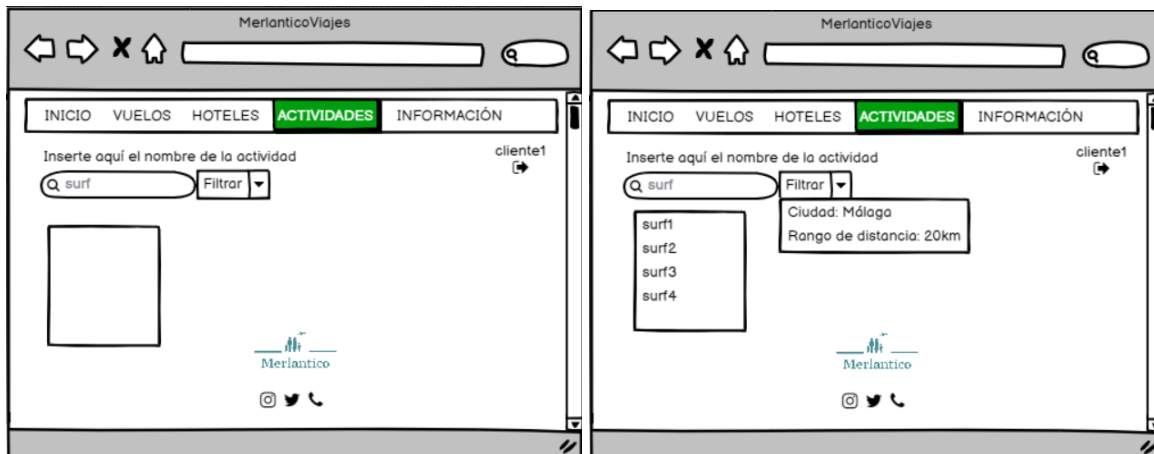 MerlanticoViajes
INICIO VUELOS HOTELES ACTIVIDADES INFORMACIÓN
Inserte aquí el nombre de la actividad
cliente1
surf
Filtrar
Merlantico
MerlanticoViajes
INICIO VUELOS HOTELES ACTIVIDADES INFORMACIÓN
Inserte aquí el nombre de la actividad
cliente1
surf
Filtrar
Ciudad: Málaga
Rango de distancia: 20km
surf1
surf2
surf3
surf4
Merlantico